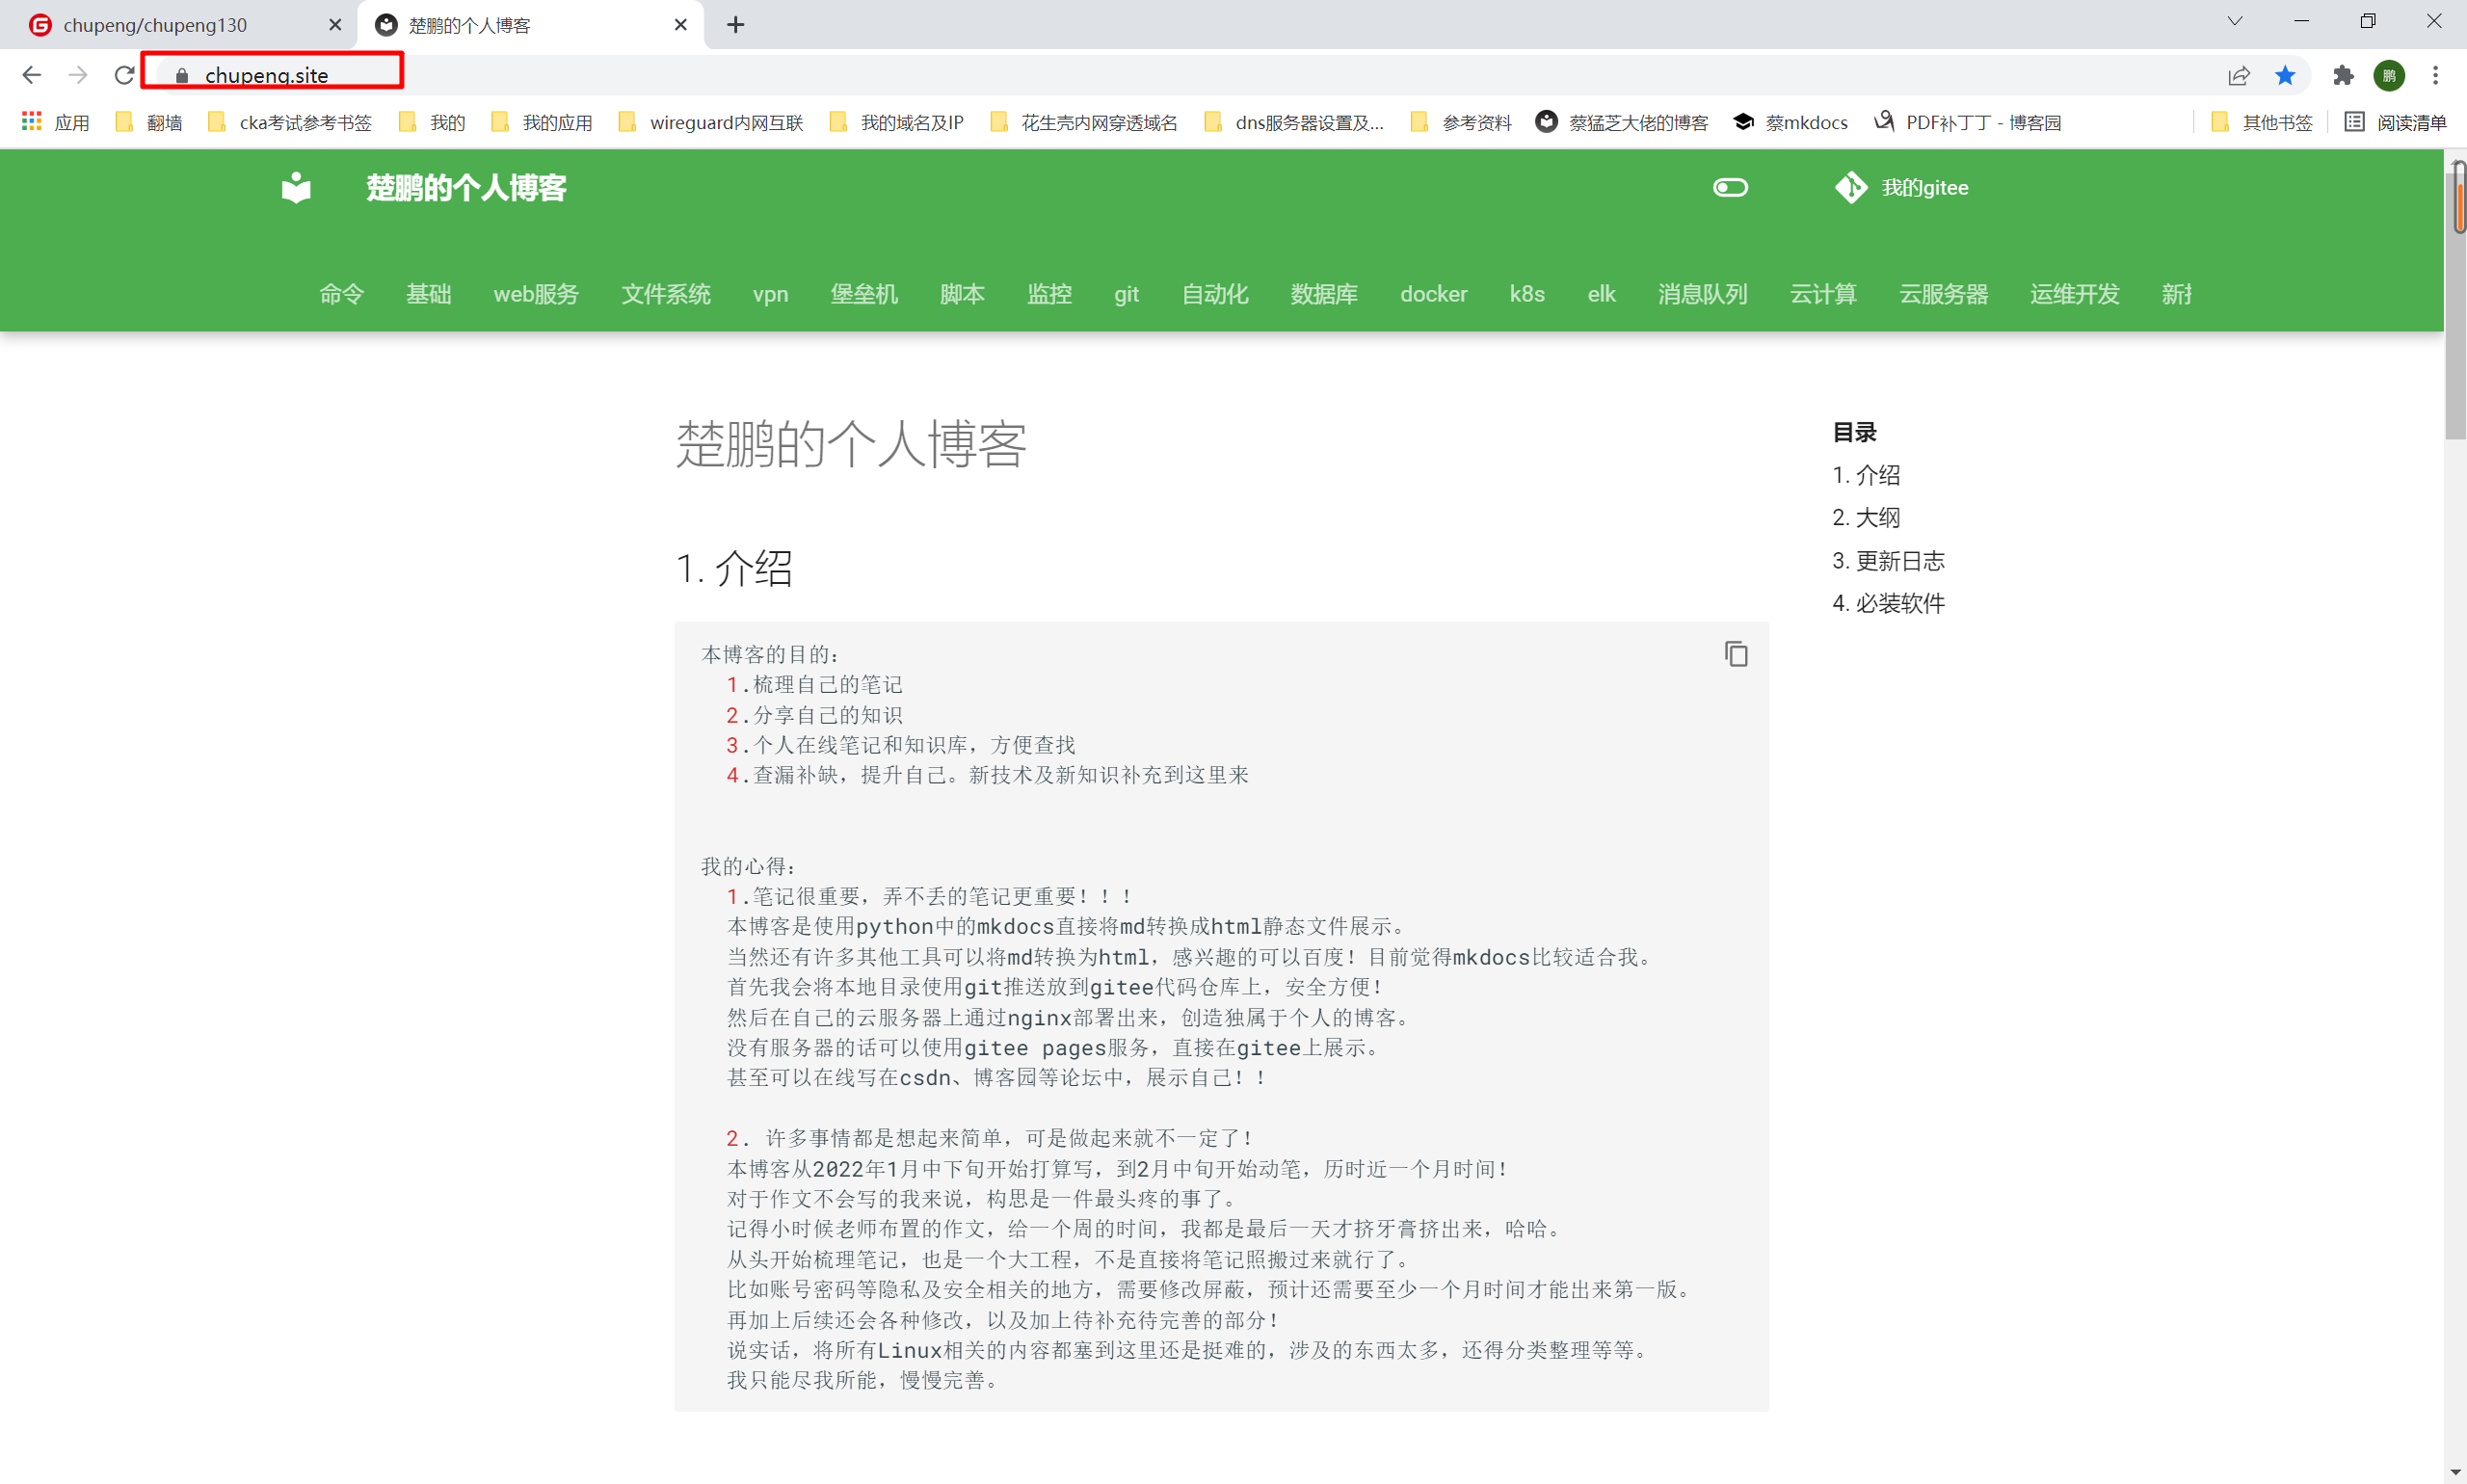 chupeng/chupeng130
楚鹏的个人博客
chupeng.site
鹏
应用 翻墙 cka考试参考书签 我的 我的应用 wireguard内网互联 我的域名及IP 花生壳内网穿透域名 dns服务器设置及... 参考资料 蔡猛芝大佬的博客 蔡mkdocs PDF补丁丁 - 博客园 其他书签 阅读清单
楚鹏的个人博客 我的gitee
命令 基础 web服务 文件系统 vpn 堡垒机 脚本 监控 git 自动化 数据库 docker k8s elk 消息队列 云计算 云服务器 运维开发 新
楚鹏的个人博客
1. 介绍
本博客的目的：
1.梳理自己的笔记
2.分享自己的知识
3.个人在线笔记和知识库，方便查找
4.查漏补缺，提升自己。新技术及新知识补充到这里来
我的心得：
1.笔记很重要，弄不丢的笔记更重要！！！
本博客是使用python中的mkdocs直接将md转换成html静态文件展示。
当然还有许多其他工具可以将md转换为html，感兴趣的可以百度！目前觉得mkdocs比较适合我。
首先我会将本地目录使用git推送放到gitee代码仓库上，安全方便！
然后在自己的云服务器上通过nginx部署出来，创造独属于个人的博客。
没有服务器的话可以使用gitee pages服务，直接在gitee上展示。
甚至可以在线写在csdn、博客园等论坛中，展示自己！！
2. 许多事情都是想起来简单，可是做起来就不一定了！
本博客从2022年1月中下旬开始打算写，到2月中旬开始动笔，历时近一个月时间！
对于作文不会写的我来说，构思是一件最头疼的事了。
记得小时候老师布置的作文，给一个周的时间，我都是最后一天才挤牙膏挤出来，哈哈。
从头开始梳理笔记，也是一个大工程，不是直接将笔记照搬过来就行了。
比如账号密码等隐私及安全相关的地方，需要修改屏蔽，预计还需要至少一个月时间才能出来第一版。
再加上后续还会各种修改，以及加上待补充待完善的部分！
说实话，将所有Linux相关的内容都塞到这里还是挺难的，涉及的东西太多，还得分类整理等等。
我只能尽我所能，慢慢完善。
目录
1. 介绍
2. 大纲
3. 更新日志
4. 必装软件